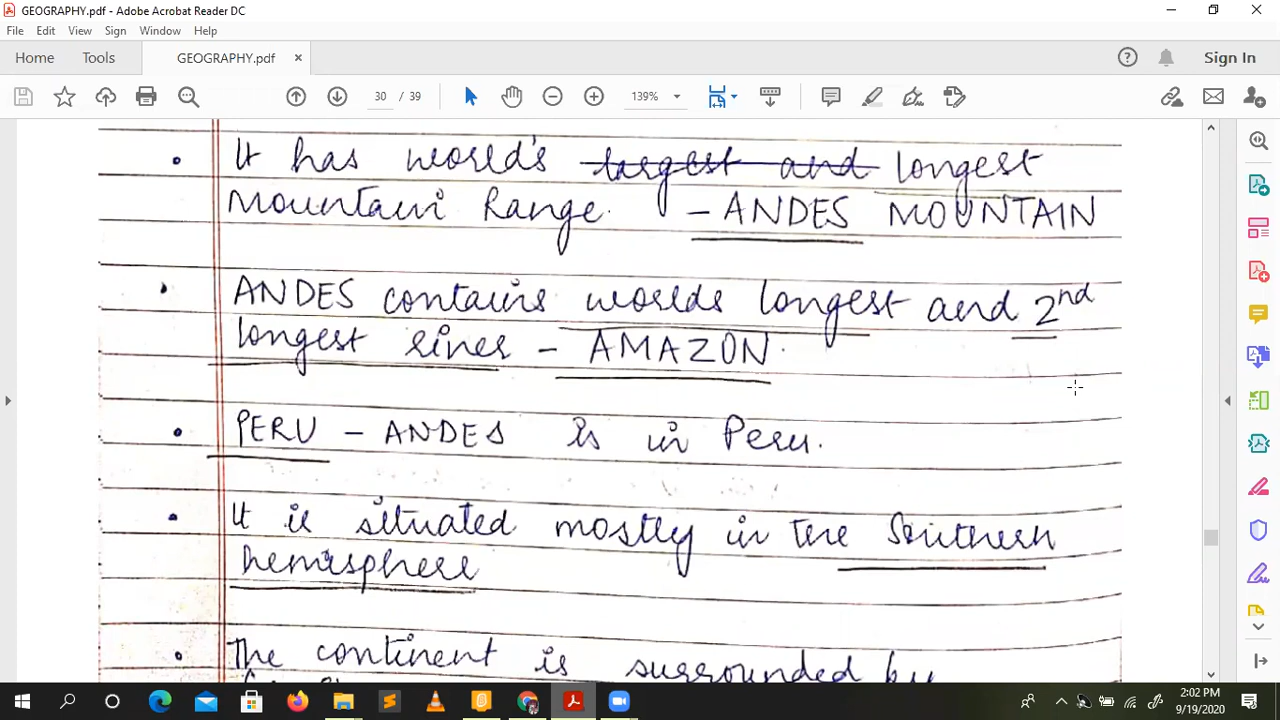 GEOGRAPHY.pdf - Adobe Acrobat Reader DC
File Edit View Sign Window Help
Home Tools GEOGRAPHY.pdf × Sign In
30 / 39 139%
• It has world's largest and longest
Mountain Range. - ANDES MOUNTAIN
• ANDES contains worlds longest and 2nd
longest river - AMAZON.
• PERU - ANDES is in Peru.
• It is situated mostly in the Southern
hemisphere
• The continent is surrounded by
2:02 PM
9/19/2020